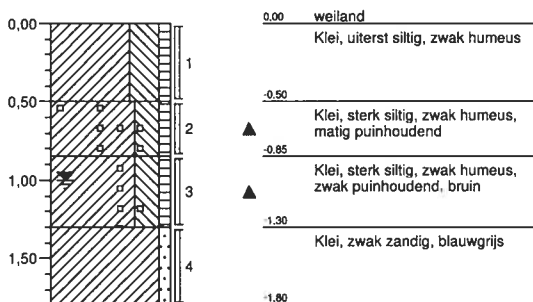 0,00
0,50
1,00
1,50
1
2
3
4
0,00 weiland
Klei, uiterst siltig, zwak humeus
-0.50
Klei, sterk siltig, zwak humeus,
matig puinhoudend
-0.85
Klei, sterk siltig, zwak humeus,
zwak puinhoudend, bruin
-1.30
Klei, zwak zandig, blauwgrijs
-1.80